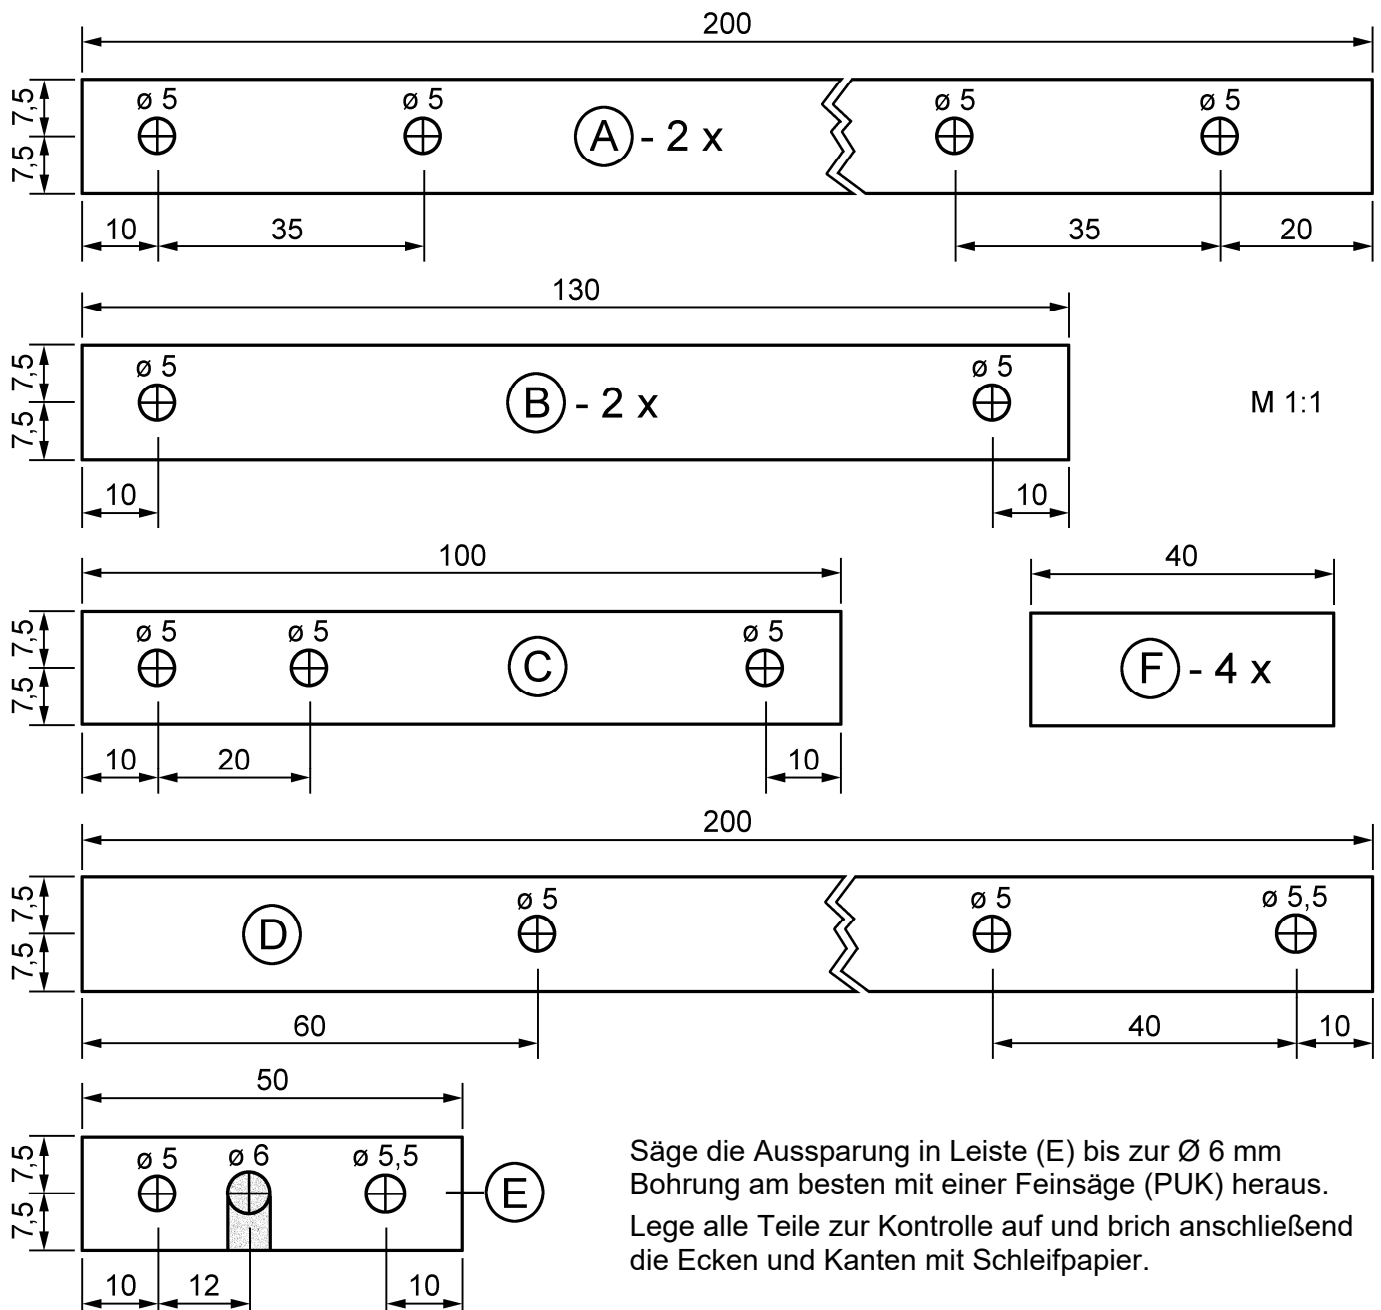 200
7,5
7,5
ø 5
ø 5
A - 2 x
ø 5
ø 5
10
35
35
20
130
7,5
7,5
ø 5
B - 2 x
ø 5
M 1:1
10
10
100
40
7,5
7,5
ø 5
ø 5
C
ø 5
F - 4 x
10
20
10
200
7,5
7,5
D
ø 5
ø 5
ø 5,5
60
40
10
50
7,5
7,5
ø 5
ø 6
ø 5,5
E
10
12
10
Säge die Aussparung in Leiste (E) bis zur Ø 6 mm
Bohrung am besten mit einer Feinsäge (PUK) heraus.
Lege alle Teile zur Kontrolle auf und brich anschließend
die Ecken und Kanten mit Schleifpapier.